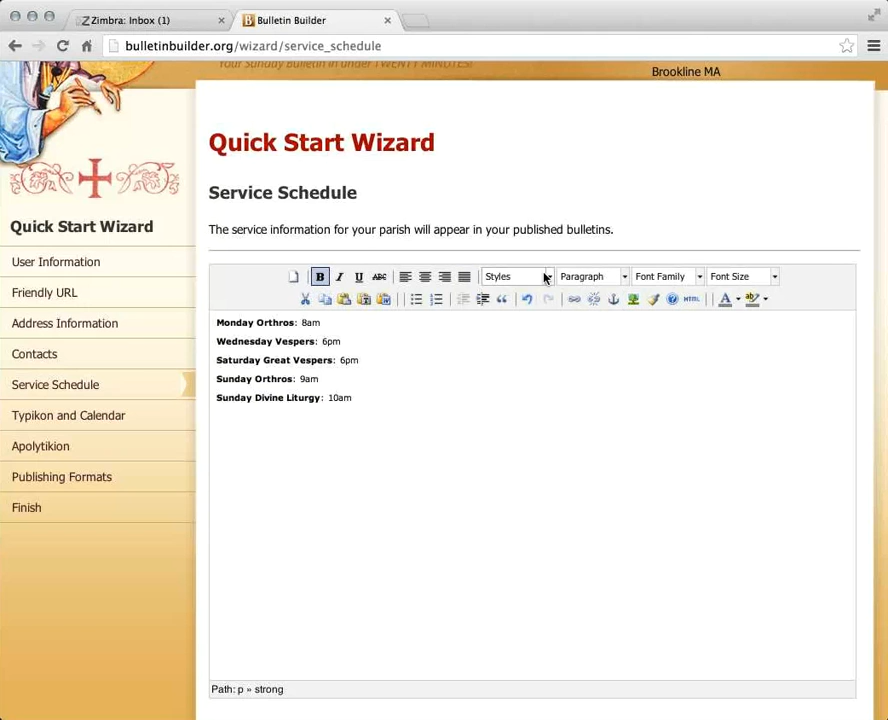 Zimbra: Inbox (1)
Bulletin Builder
bulletinbuilder.org/wizard/service_schedule
Your Sunday Bulletin in under TWENTY MINUTES!
Brookline MA
Quick Start Wizard
User Information
Friendly URL
Address Information
Contacts
Service Schedule
Typikon and Calendar
Apolytikion
Publishing Formats
Finish
Quick Start Wizard
Service Schedule
The service information for your parish will appear in your published bulletins.
B I U ABC Styles Paragraph Font Family Font Size
HTML A ab
Monday Orthros: 8am
Wednesday Vespers: 6pm
Saturday Great Vespers: 6pm
Sunday Orthros: 9am
Sunday Divine Liturgy: 10am
Path: p » strong